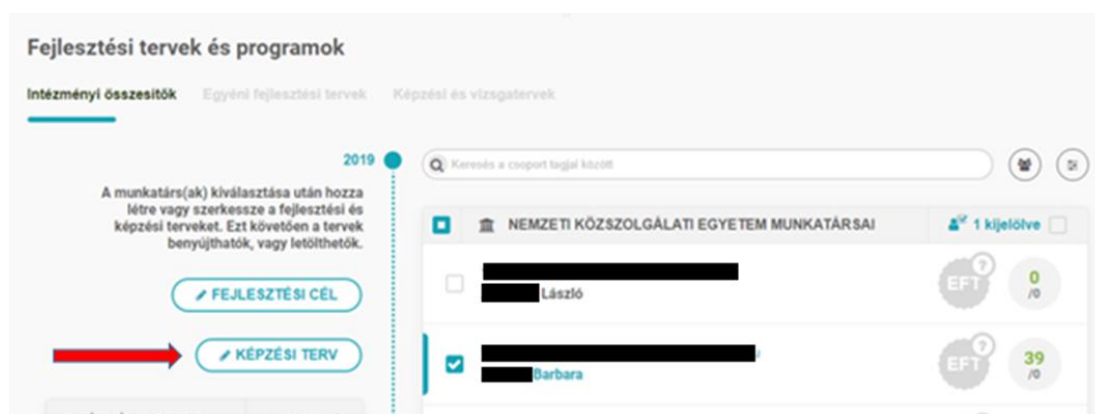 Fejlesztési tervek és programok
Intézményi összesítők Egyéni fejlesztési tervek Képzési és vizsgatervek
2019
Keresés a csoport tagjai között
A munkatárs(ak) kiválasztása után hozza
létre vagy szerkessze a fejlesztési és
képzési terveket. Ezt követően a tervek
benyújthatók, vagy letölthetők.
NEMZETI KÖZSZOLGÁLATI EGYETEM MUNKATÁRSAI 1 kijelölve
FEJLESZTÉSI CÉL
László
EFT ? 0
/0
KÉPZÉSI TERV
Barbara
EFT ? 39
/0